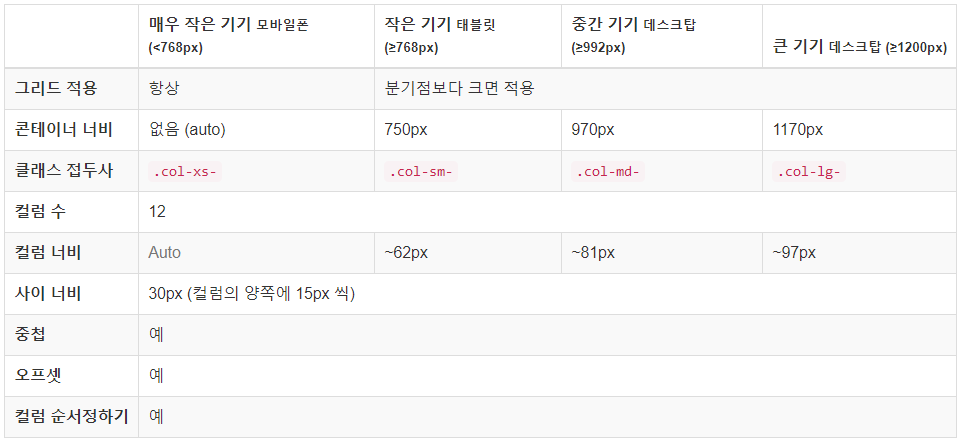 매우 작은 기기 모바일폰 (<768px)
작은 기기 태블릿 (≥768px)
중간 기기 데스크탑 (≥992px)
큰 기기 데스크탑 (≥1200px)
그리드 적용 항상 분기점보다 크면 적용
콘테이너 너비 없음 (auto) 750px 970px 1170px
클래스 접두사 .col-xs- .col-sm- .col-md- .col-lg-
컬럼 수 12
컬럼 너비 Auto ~62px ~81px ~97px
사이 너비 30px (컬럼의 양쪽에 15px 씩)
중첩 예
오프셋 예
컬럼 순서정하기 예